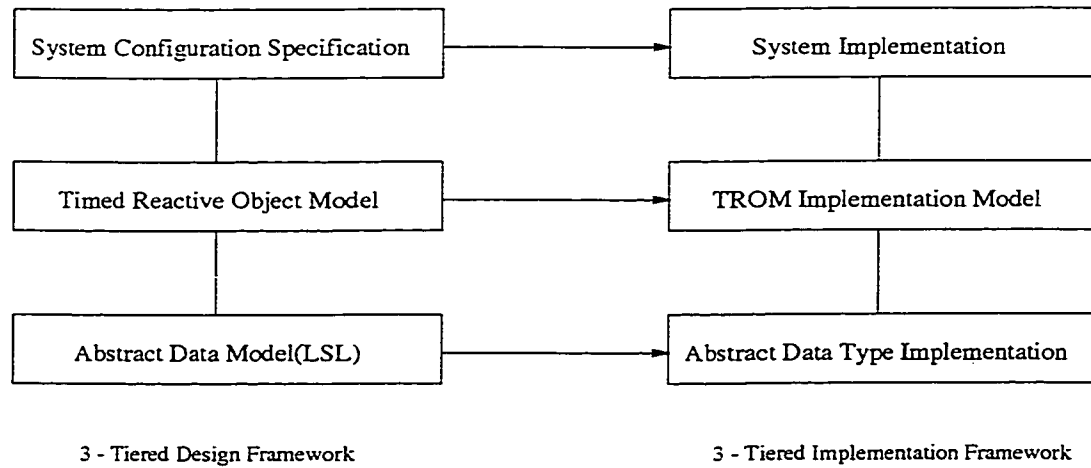 System Configuration Specification
System Implementation
Timed Reactive Object Model
TROM Implementation Model
Abstract Data Model(LSL)
Abstract Data Type Implementation
3 - Tiered Design Framework
3 - Tiered Implementation Framework